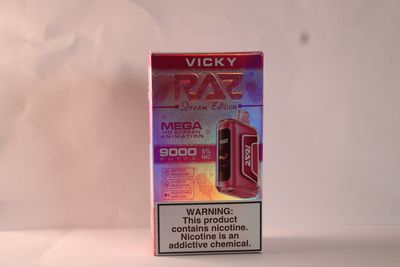 VICKY
RAZ
Dream Edition
MEGA
HD SCREEN
ANIMATION
9000 5%
PUFFS NIC
RAZ
WARNING:
This product
contains nicotine.
Nicotine is an
addictive chemical.